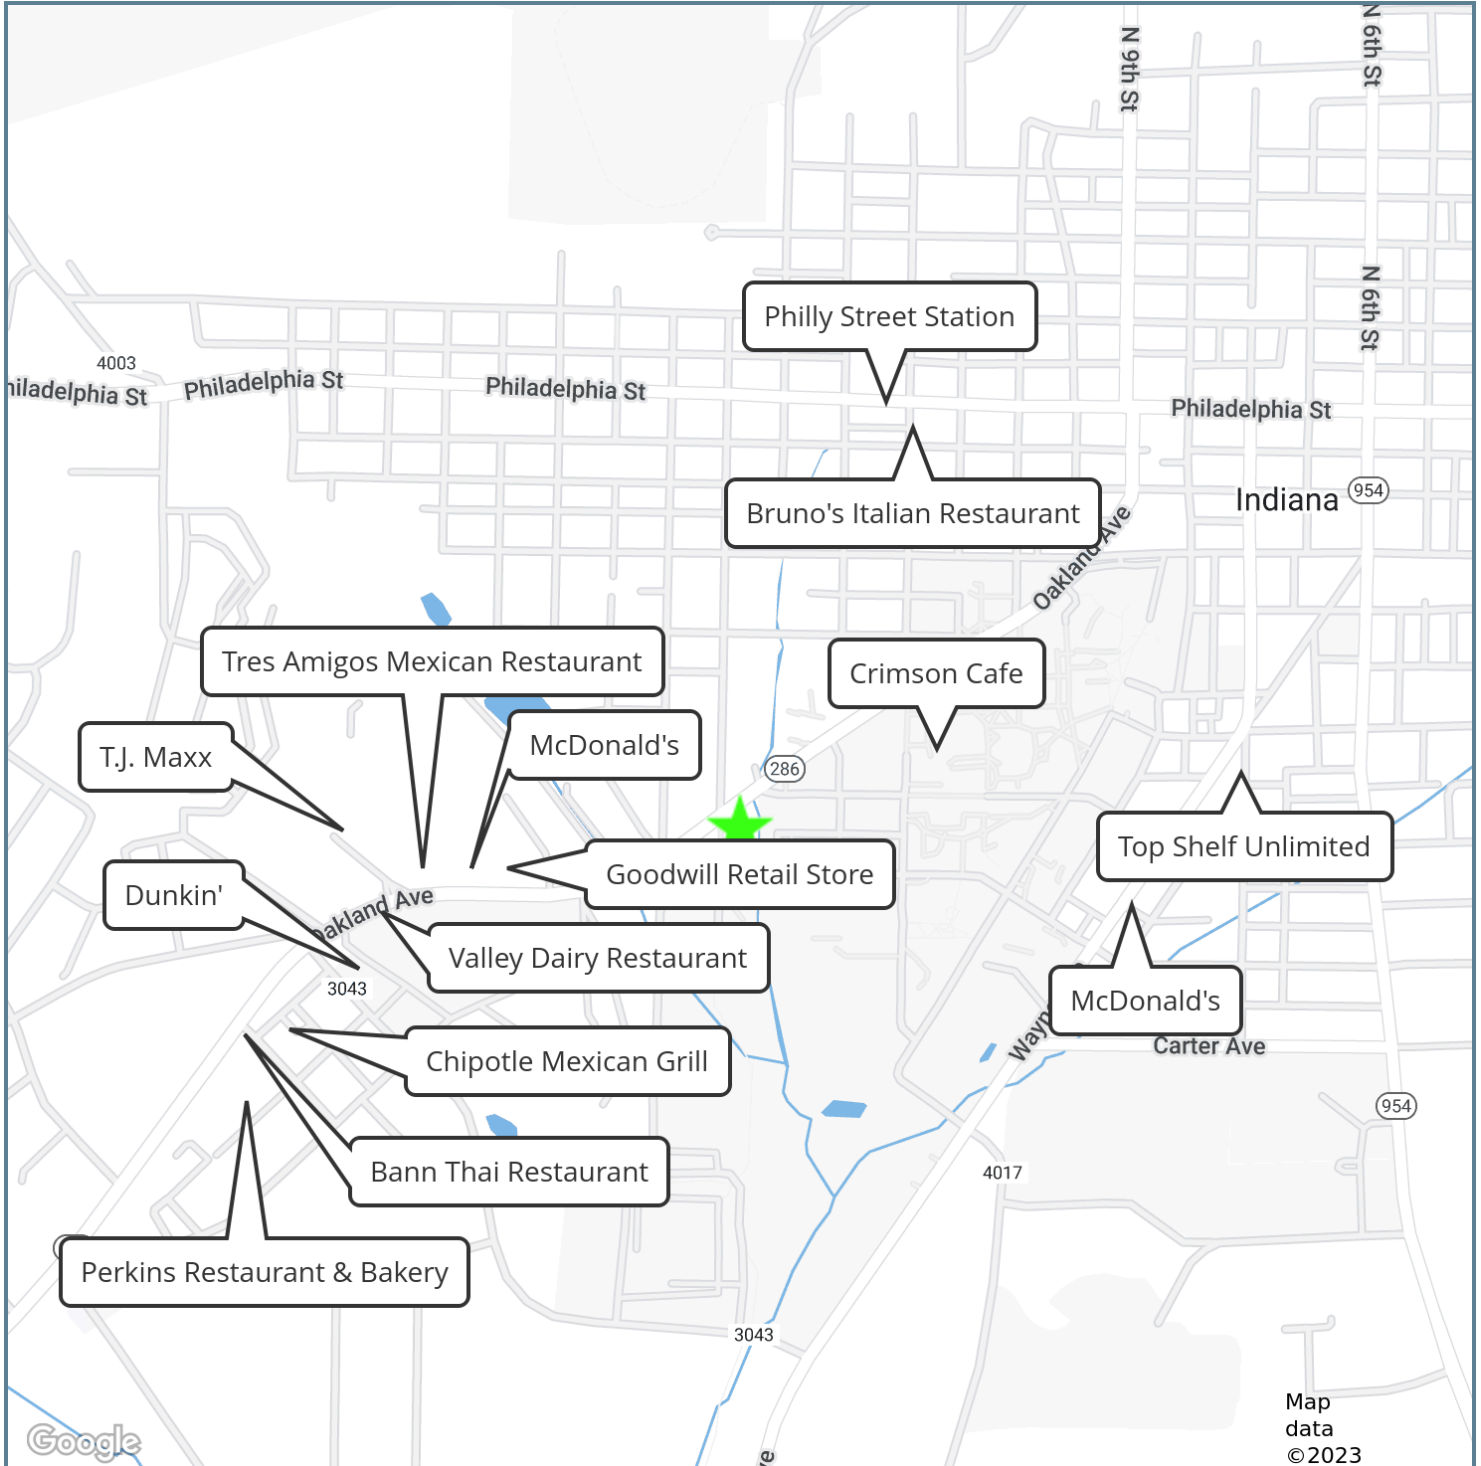 N 9th St
N 6th St
Philly Street Station
N 6th St
4003
hiladelphia St
Philadelphia St
Philadelphia St
Philadelphia St
Indiana
954
Bruno's Italian Restaurant
Oakland Ave
Tres Amigos Mexican Restaurant
Crimson Cafe
T.J. Maxx
McDonald's
286
Top Shelf Unlimited
Goodwill Retail Store
Dunkin'
Oakland Ave
Valley Dairy Restaurant
3043
McDonald's
Chipotle Mexican Grill
Carter Ave
954
Bann Thai Restaurant
4017
Perkins Restaurant & Bakery
3043
Google
Map
data
©2023